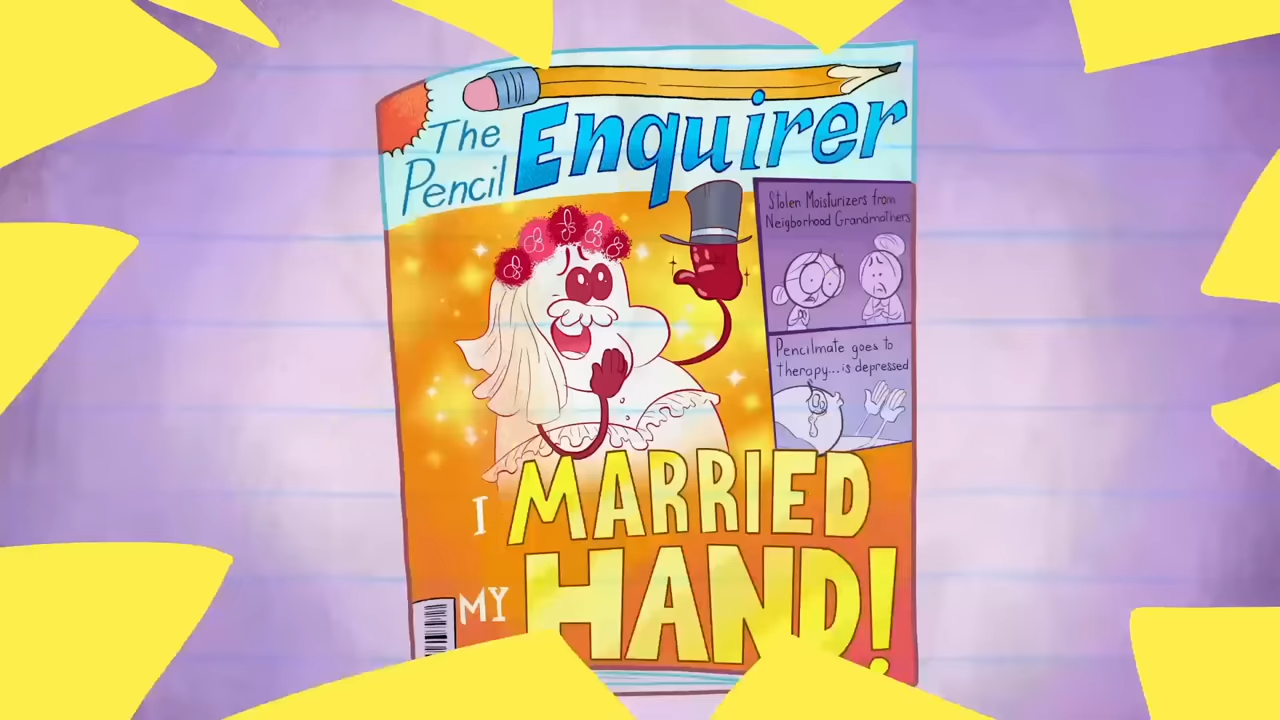 The
Pencil Enquirer
Stolen Moisturizers from
Neigborhood Grandmothers
Pencilmate goes to
therapy...is depressed
I MARRIED
MY HAND!